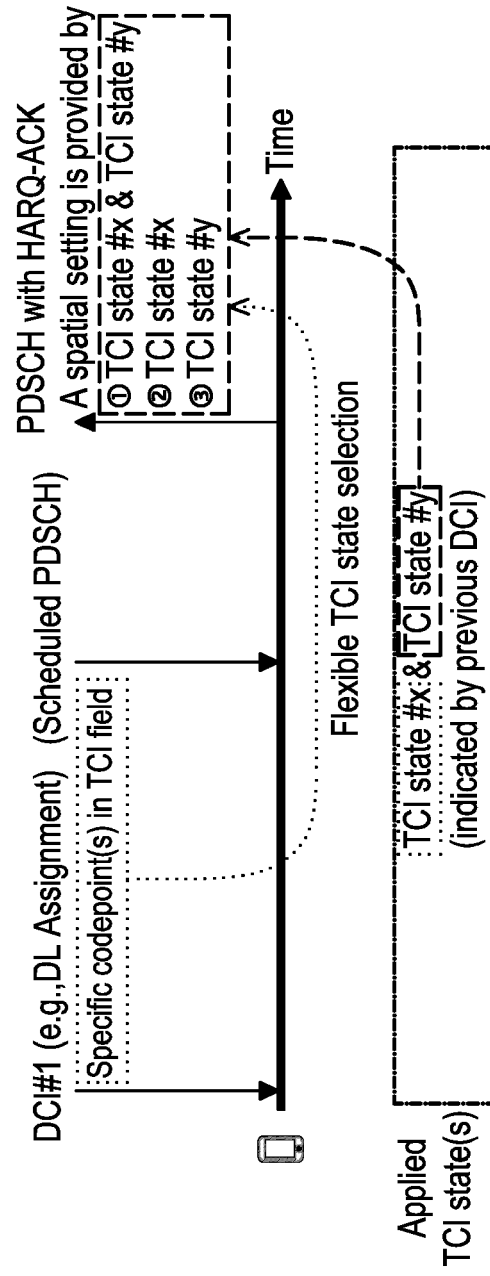 DCI#1 (e.g.,DL Assignment)
Specific codepoint(s) in TCI field
(Scheduled PDSCH)
PDSCH with HARQ-ACK
A spatial setting is provided by
① TCI state #x & TCI state #y
② TCI state #x
③ TCI state #y
Time
Flexible TCI state selection
Applied
TCI state(s)
TCI state #x & TCI state #y
(indicated by previous DCI)